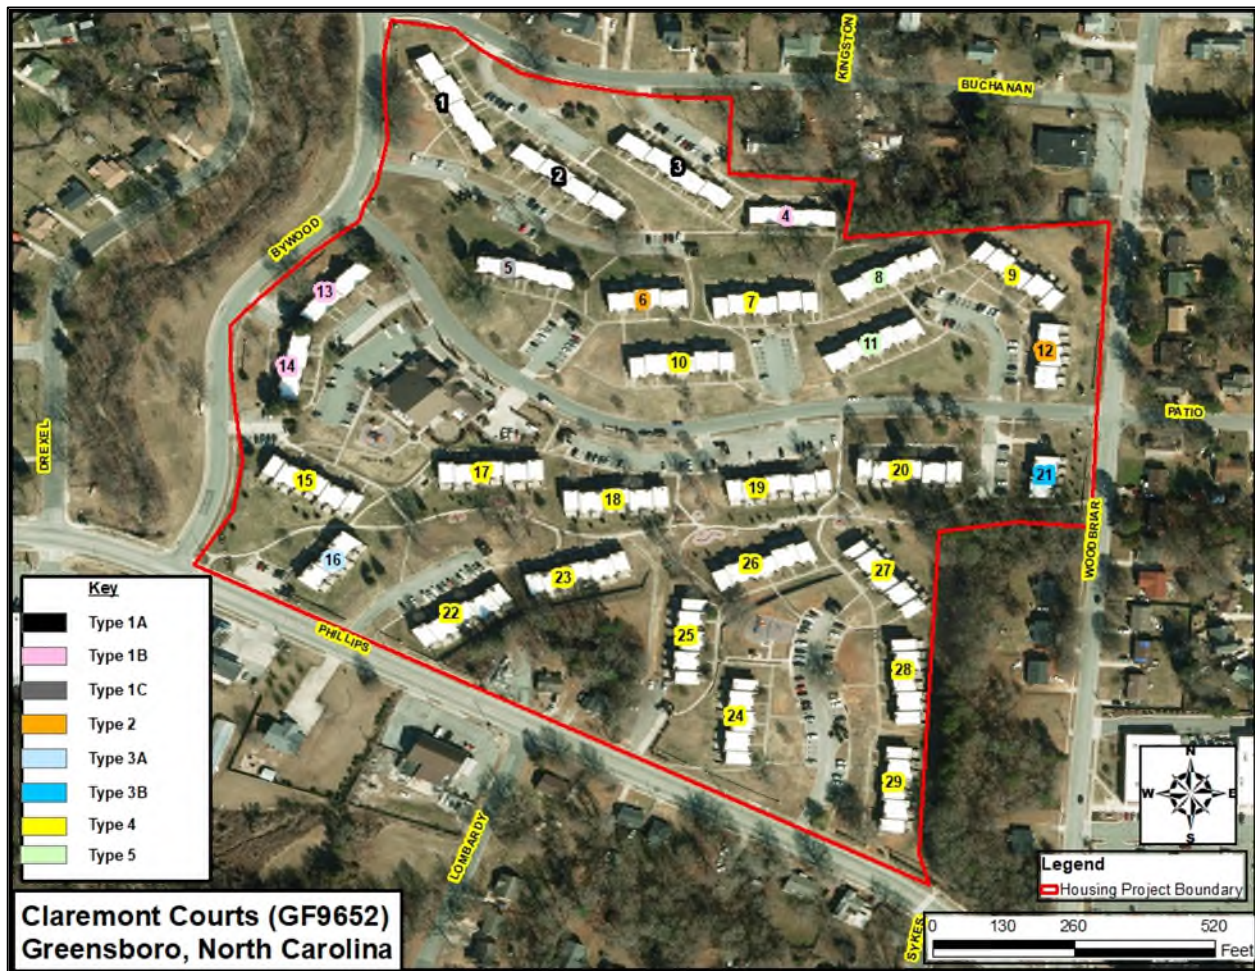 KINGSTON
BUCHANAN
1
2
3
4
BYWOOD
5
6
7
8
9
13
10
11
12
14
PATIO
DREXEL
15
17
18
19
20
21
WOODBRIAR
16
22
23
26
27
25
28
24
29
PHILLIPS
LOMBARDY
SYKES
Key
Type 1A
Type 1B
Type 1C
Type 2
Type 3A
Type 3B
Type 4
Type 5
N
W E
S
Legend
Housing Project Boundary
0 130 260 520
Feet
Claremont Courts (GF9652)
Greensboro, North Carolina